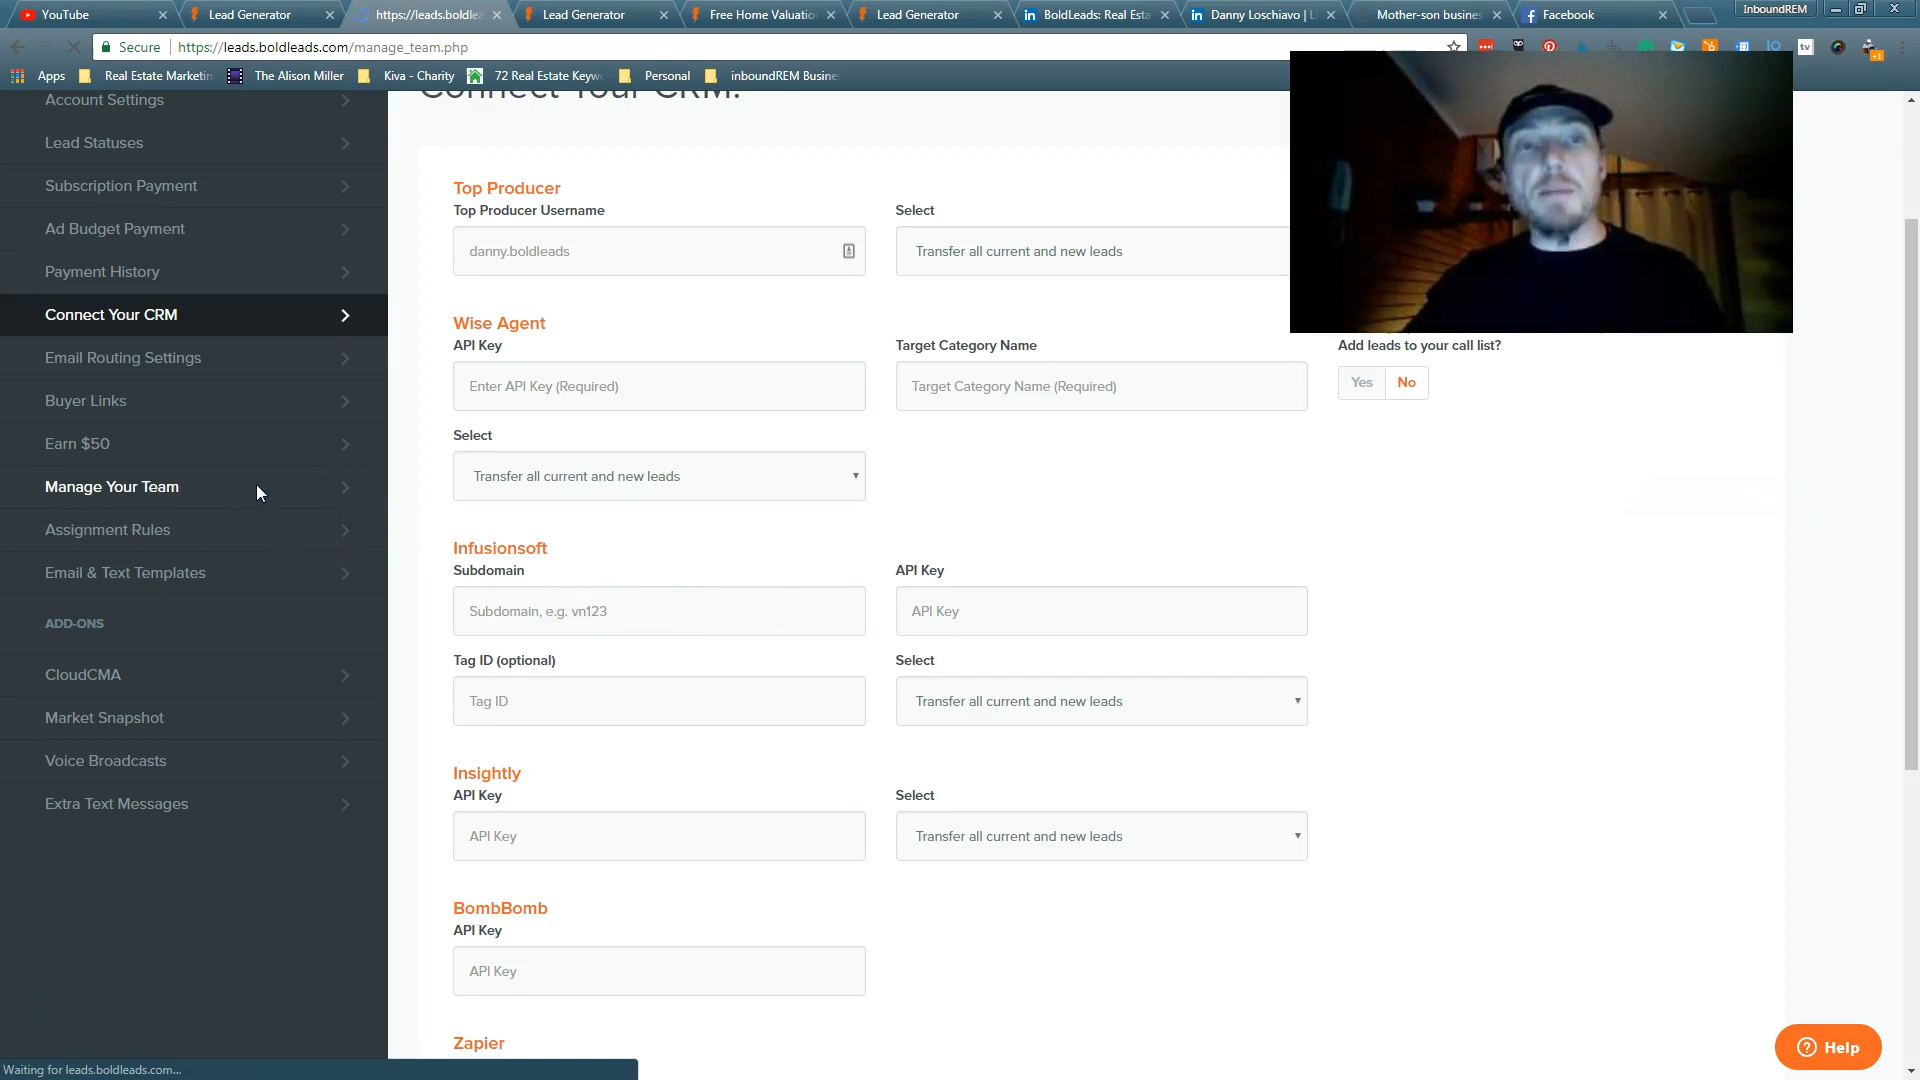 YouTube
Lead Generator
https://leads.boldlea
Lead Generator
Free Home Valuatio
Lead Generator
BoldLeads: Real Esta
Danny Loschiavo | L
Mother-son busines
Facebook
InboundREM
Secure
https://leads.boldleads.com/manage_team.php
Apps
Real Estate Marketin
The Alison Miller
Kiva - Charity
72 Real Estate Keyw
Personal
inboundREM Busin
Account Settings
Lead Statuses
Subscription Payment
Ad Budget Payment
Payment History
Connect Your CRM
Email Routing Settings
Buyer Links
Earn $50
Manage Your Team
Assignment Rules
Email & Text Templates
ADD-ONS
CloudCMA
Market Snapshot
Voice Broadcasts
Extra Text Messages
Connect Your CRM:
Top Producer
Top Producer Username
Select
danny.boldleads
Transfer all current and new leads
Wise Agent
API Key
Target Category Name
Add leads to your call list?
Enter API Key (Required)
Target Category Name (Required)
Yes
No
Select
Transfer all current and new leads
Infusionsoft
Subdomain
API Key
Subdomain, e.g. vn123
API Key
Tag ID (optional)
Select
Tag ID
Transfer all current and new leads
Insightly
API Key
Select
API Key
Transfer all current and new leads
BombBomb
API Key
API Key
Zapier
Help
Waiting for leads.boldleads.com...